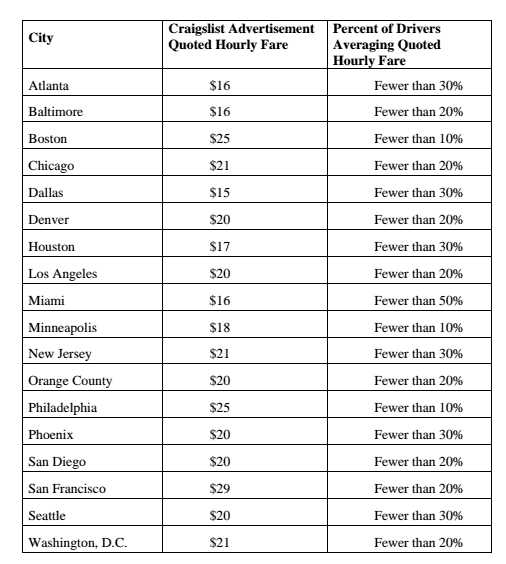 City Craigslist Advertisement Quoted Hourly Fare Percent of Drivers Averaging Quoted Hourly Fare
Atlanta $16 Fewer than 30%
Baltimore $16 Fewer than 20%
Boston $25 Fewer than 10%
Chicago $21 Fewer than 20%
Dallas $15 Fewer than 30%
Denver $20 Fewer than 20%
Houston $17 Fewer than 30%
Los Angeles $20 Fewer than 20%
Miami $16 Fewer than 50%
Minneapolis $18 Fewer than 10%
New Jersey $21 Fewer than 30%
Orange County $20 Fewer than 20%
Philadelphia $25 Fewer than 10%
Phoenix $20 Fewer than 30%
San Diego $20 Fewer than 20%
San Francisco $29 Fewer than 20%
Seattle $20 Fewer than 30%
Washington, D.C. $21 Fewer than 20%